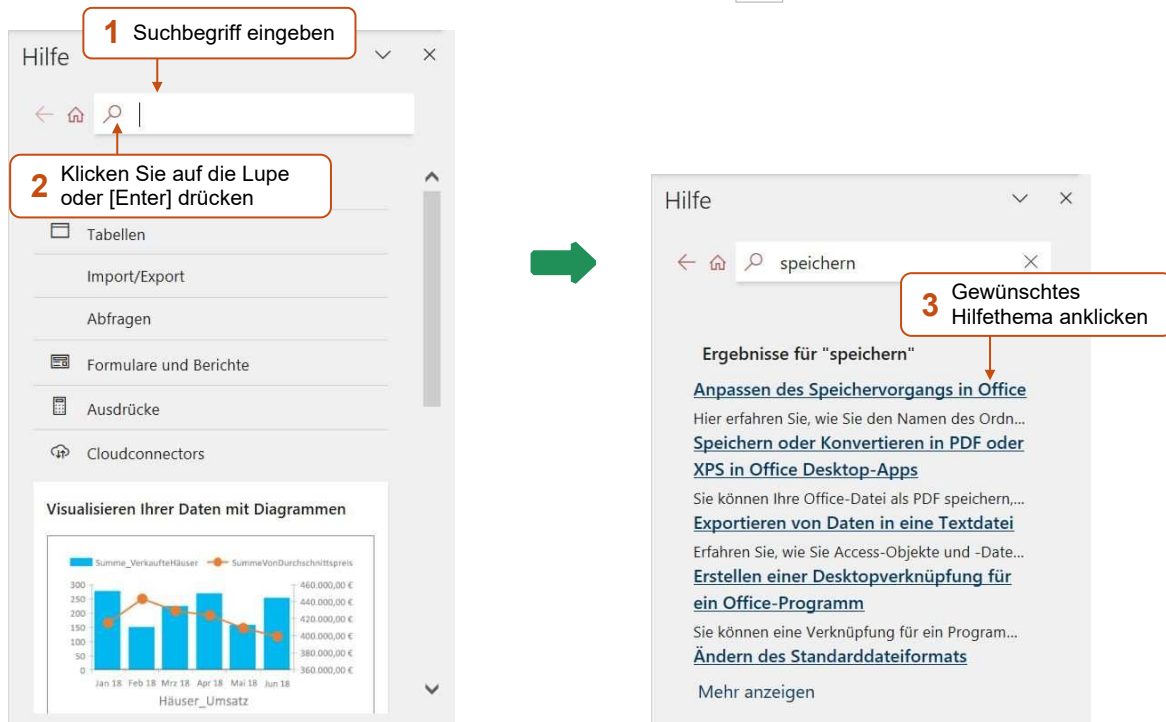 1 Suchbegriff eingeben
Hilfe
2 Klicken Sie auf die Lupe
oder [Enter] drücken
Tabellen
Import/Export
Abfragen
Formulare und Berichte
Ausdrücke
Cloudconnectors
Visualisieren Ihrer Daten mit Diagrammen
Summe_VerkaufteHäuser SummeVonDurchschnittspreis
300 460.000,00 €
250 440.000,00 €
200 420.000,00 €
150 400.000,00 €
100
50 380.000,00 €
0 360.000,00 €
Jan 18 Feb 18 Mrz 18 Apr 18 Mai 18 Jun 18
Häuser_Umsatz
Hilfe
speichern
3 Gewünschtes
Hilfethema anklicken
Ergebnisse für "speichern"
Anpassen des Speichervorgangs in Office
Hier erfahren Sie, wie Sie den Namen des Ordn...
Speichern oder Konvertieren in PDF oder
XPS in Office Desktop-Apps
Sie können Ihre Office-Datei als PDF speichern,...
Exportieren von Daten in eine Textdatei
Erfahren Sie, wie Sie Access-Objekte und -Date...
Erstellen einer Desktopverknüpfung für
ein Office-Programm
Sie können eine Verknüpfung für ein Program...
Ändern des Standarddateiformats
Mehr anzeigen